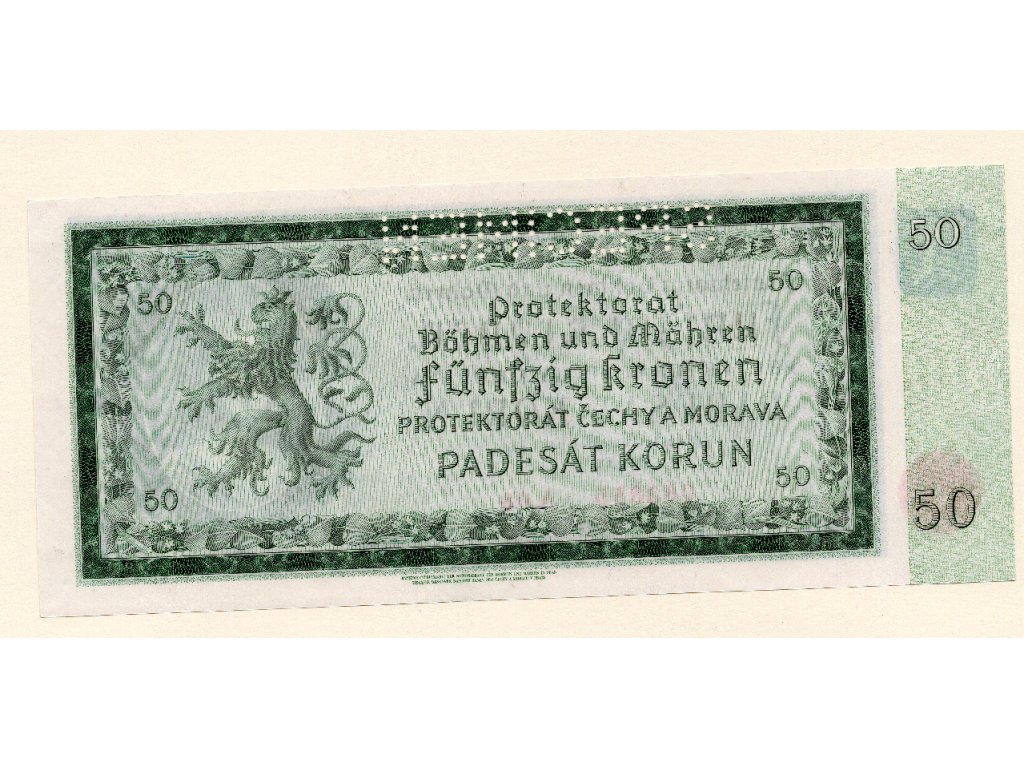 50
50
50
Protektorat
Böhmen und Mähren
Fünfzig Kronen
PROTEKTORÁT ČECHY A MORAVA
PADESÁT KORUN
50
50
50